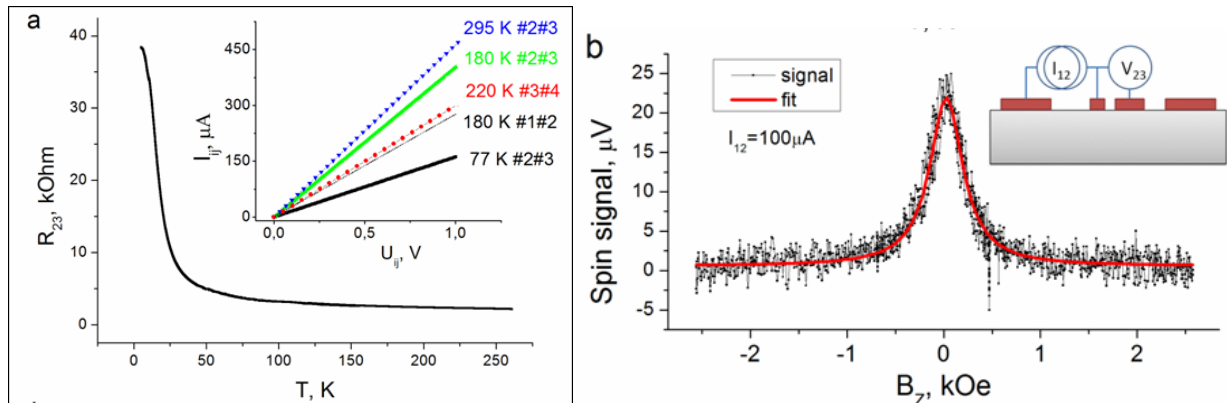 a
40
30
20
10
0
R23, kOhm
0
50
100
150
200
250
T, K
450
300
150
0
Iij, μA
0,0
0,5
1,0
Uij, V
295 K #2#3
180 K #2#3
220 K #3#4
180 K #1#2
77 K #2#3
b
25
20
15
10
5
0
-5
Spin signal, μV
-2
-1
0
1
2
BZ, kOe
signal
fit
I12=100μA
I12
V23